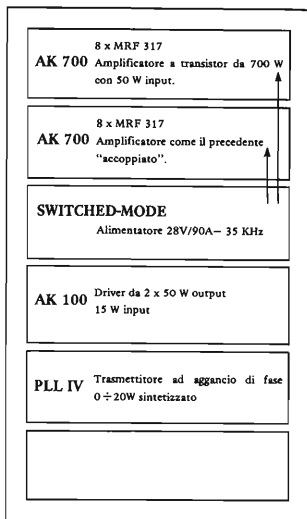 8 x MRF 317
AK 700 Amplificatore a transistor da 700 W
con 50 W input.
8 x MRF 317
AK 700 Amplificatore come il precedente
“accoppiato”.
SWITCHED-MODE
Alimentatore 28V/90A– 35 KHz
AK 100 Driver da 2 x 50 W output
15 W input
PLL IV Trasmettitore ad aggancio di fase
0÷20W sintetizzato